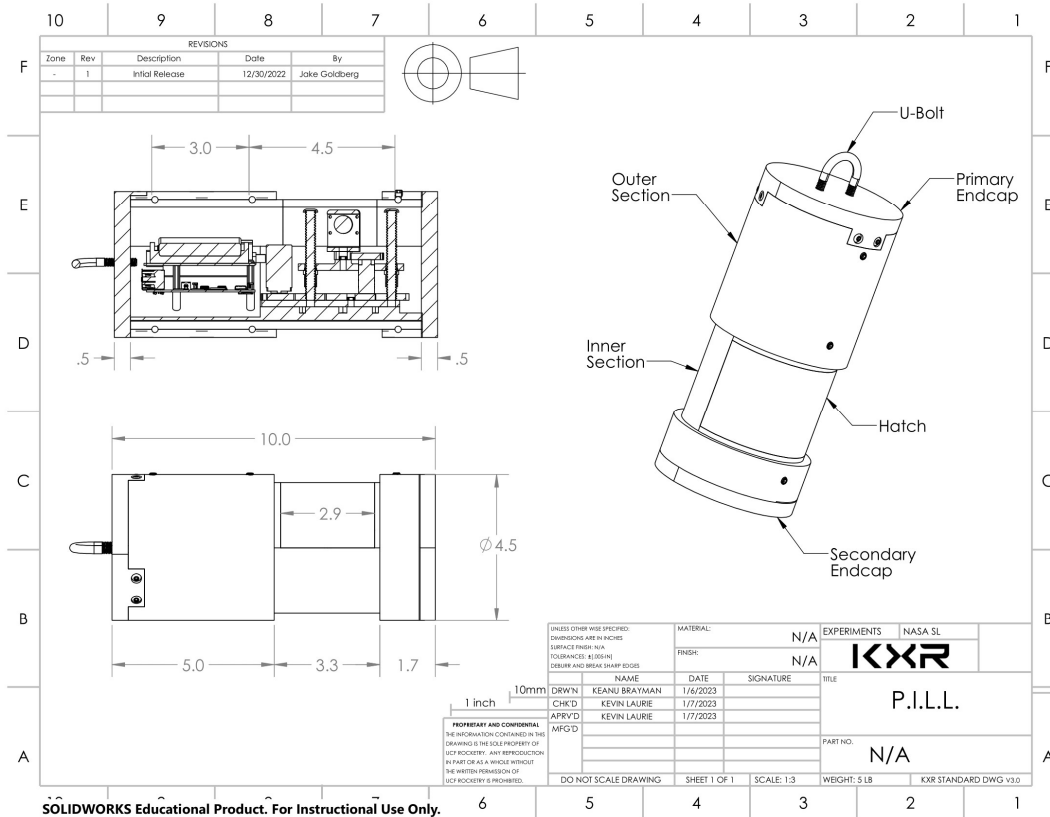 10 9 8 7 6 5 4 3 2 1
F
F
REVISIONS
Zone Rev Description Date By
- 1 Intial Release 12/30/2022 Jake Goldberg
U-Bolt
3.0 4.5
Outer
Section
Primary
Endcap
E
E
D
D
.5 .5
Inner
Section
Hatch
10.0
C
C
2.9
Ø4.5
Secondary
Endcap
B
B
5.0 3.3 1.7
UNLESS OTHER WISE SPECIFIED:
DIMENSIONS ARE IN INCHES
SURFACE FINISH: N/A
TOLERANCES: ±(.005-IN)
DEBURR AND BREAK SHARP EDGES
MATERIAL:
N/A
FINISH:
N/A
EXPERIMENTS NASA SL
KXR
NAME DATE SIGNATURE
DRW'N KEANU BRAYMAN 1/6/2023
CHK'D KEVIN LAURIE 1/7/2023
APRV'D KEVIN LAURIE 1/7/2023
MFG'D
TITLE
P.I.L.L.
PART NO.
N/A
10mm
1 inch
PROPRIETARY AND CONFIDENTIAL
THE INFORMATION CONTAINED IN THIS
DRAWING IS THE SOLE PROPERTY OF
UCF ROCKETRY. ANY REPRODUCTION
IN PART OR AS A WHOLE WITHOUT
THE WRITTEN PERMISSION OF
UCF ROCKETRY IS PROHIBITED.
A
A
DO NOT SCALE DRAWING SHEET 1 OF 1 SCALE: 1:3 WEIGHT: 5 LB KXR STANDARD DWG V3.0
6 5 4 3 2 1
SOLIDWORKS Educational Product. For Instructional Use Only.